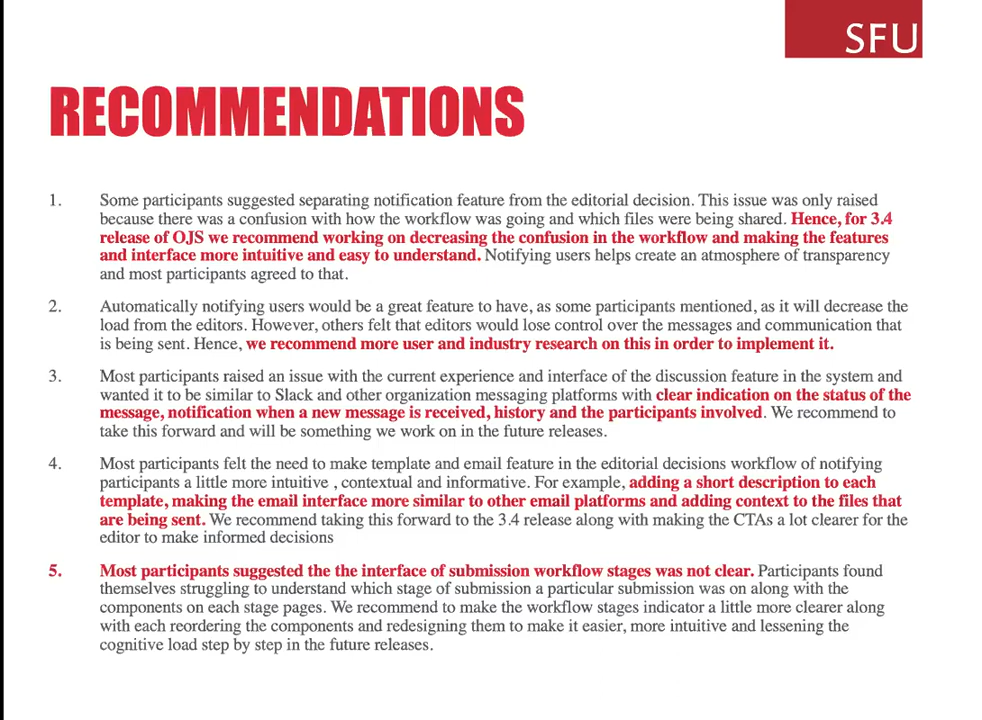 SFU
RECOMMENDATIONS
1. Some participants suggested separating notification feature from the editorial decision. This issue was only raised
because there was a confusion with how the workflow was going and which files were being shared. Hence, for 3.4
release of OJS we recommend working on decreasing the confusion in the workflow and making the features
and interface more intuitive and easy to understand. Notifying users helps create an atmosphere of transparency
and most participants agreed to that.
2. Automatically notifying users would be a great feature to have, as some participants mentioned, as it will decrease the
load from the editors. However, others felt that editors would lose control over the messages and communication that
is being sent. Hence, we recommend more user and industry research on this in order to implement it.
3. Most participants raised an issue with the current experience and interface of the discussion feature in the system and
wanted it to be similar to Slack and other organization messaging platforms with clear indication on the status of the
message, notification when a new message is received, history and the participants involved. We recommend to
take this forward and will be something we work on in the future releases.
4. Most participants felt the need to make template and email feature in the editorial decisions workflow of notifying
participants a little more intuitive , contextual and informative. For example, adding a short description to each
template, making the email interface more similar to other email platforms and adding context to the files that
are being sent. We recommend taking this forward to the 3.4 release along with making the CTAs a lot clearer for the
editor to make informed decisions
5. Most participants suggested the the interface of submission workflow stages was not clear. Participants found
themselves struggling to understand which stage of submission a particular submission was on along with the
components on each stage pages. We recommend to make the workflow stages indicator a little more clearer along
with each reordering the components and redesigning them to make it easier, more intuitive and lessening the
cognitive load step by step in the future releases.